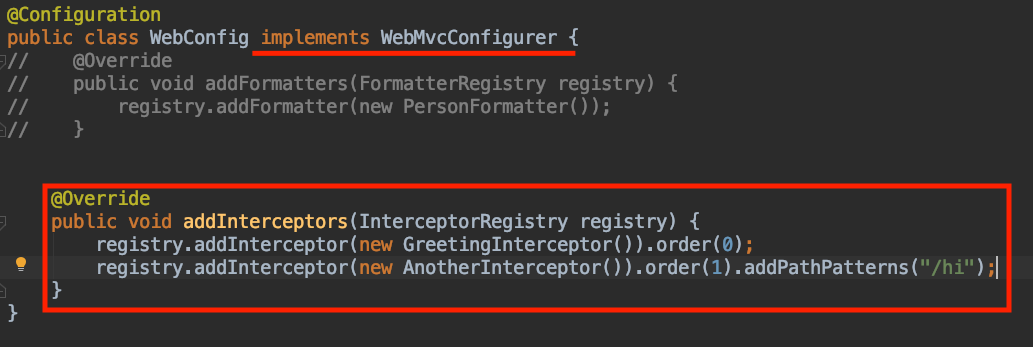 @Configuration
public class WebConfig implements WebMvcConfigurer {
//    @Override
//    public void addFormatters(FormatterRegistry registry) {
//        registry.addFormatter(new PersonFormatter());
//    }
    @Override
    public void addInterceptors(InterceptorRegistry registry) {
        registry.addInterceptor(new GreetingInterceptor()).order(0);
        registry.addInterceptor(new AnotherInterceptor()).order(1).addPathPatterns("/hi");
    }
}